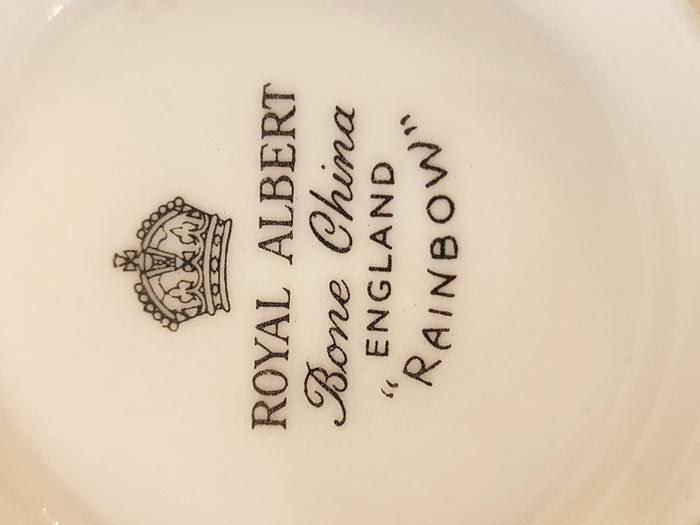 ROYAL ALBERT
Bone China
ENGLAND
"RAINBOW"